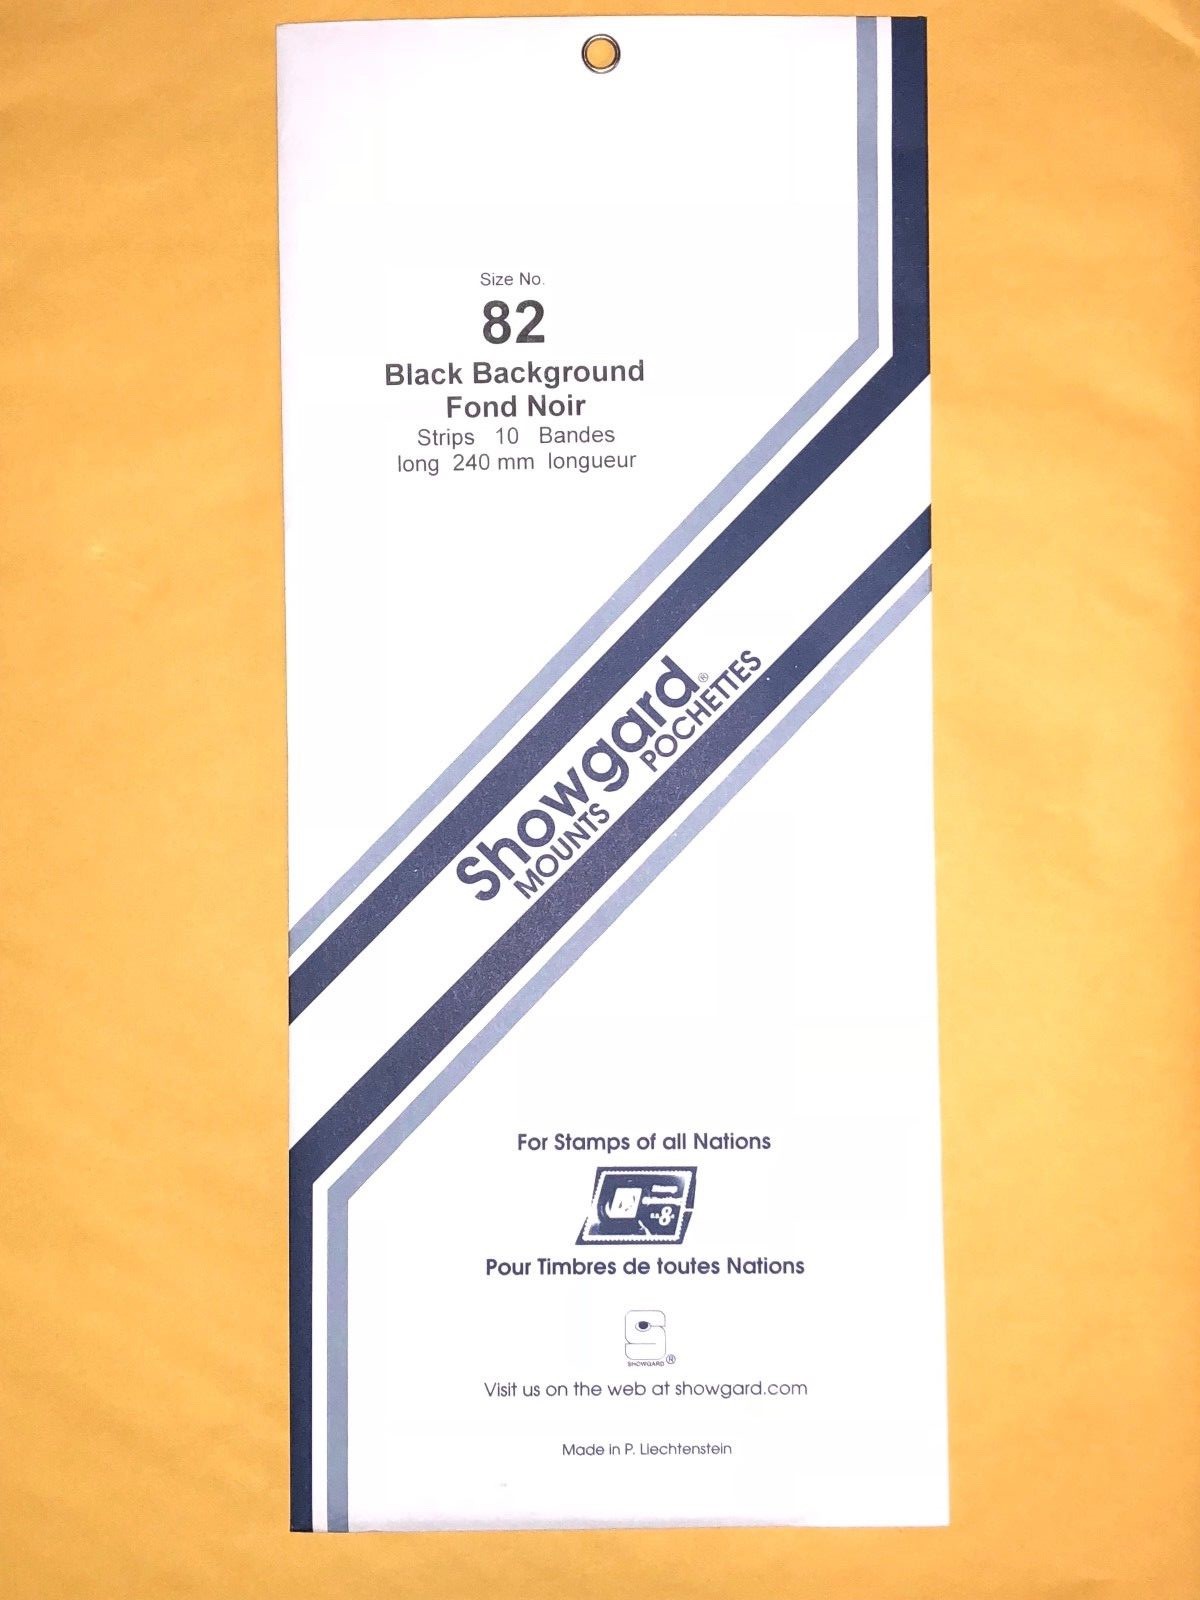 Size No.
82
Black Background
Fond Noir
Strips 10 Bandes
long 240 mm longueur
Showgard®
MOUNTS POCHETTES
For Stamps of all Nations
8
Pour Timbres de toutes Nations
S
SHOWGARD ®
Visit us on the web at showgard.com
Made in P. Liechtenstein